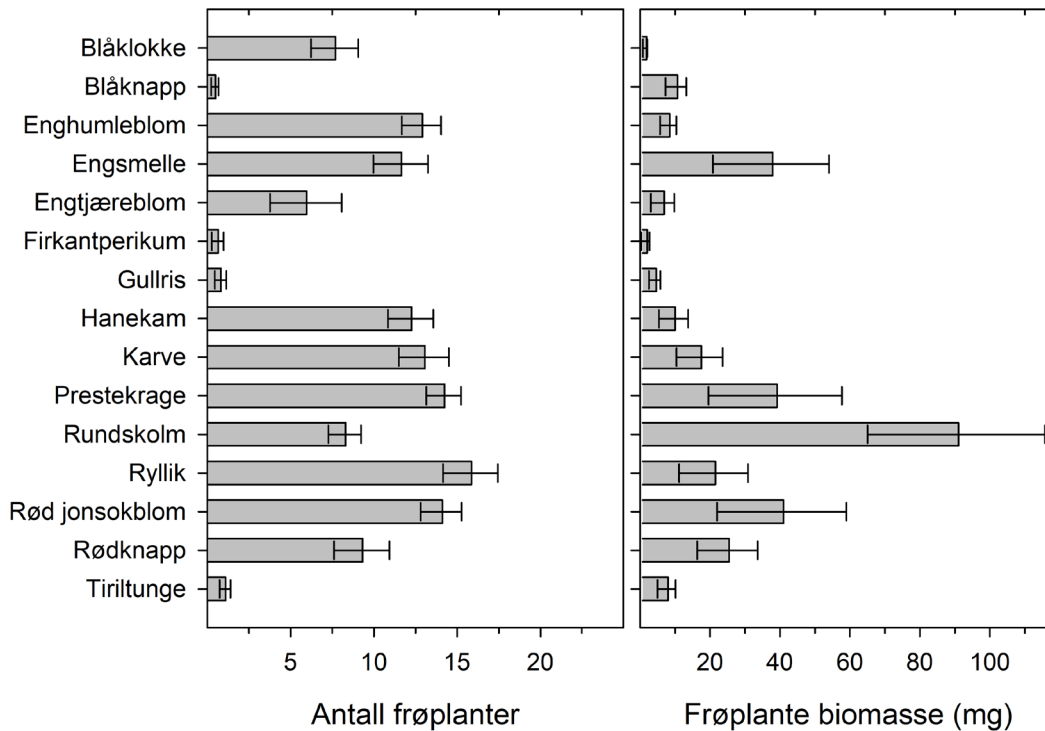 Blåklokke
Blåknapp
Enghumleblom
Engsmelle
Engtjæreblom
Firkantperikum
Gullris
Hanekam
Karve
Prestekrage
Rundskolm
Ryllik
Rød jonsokblom
Rødknapp
Tiriltunge
5 10 15 20
20 40 60 80 100
Antall frøplanter
Frøplante biomasse (mg)